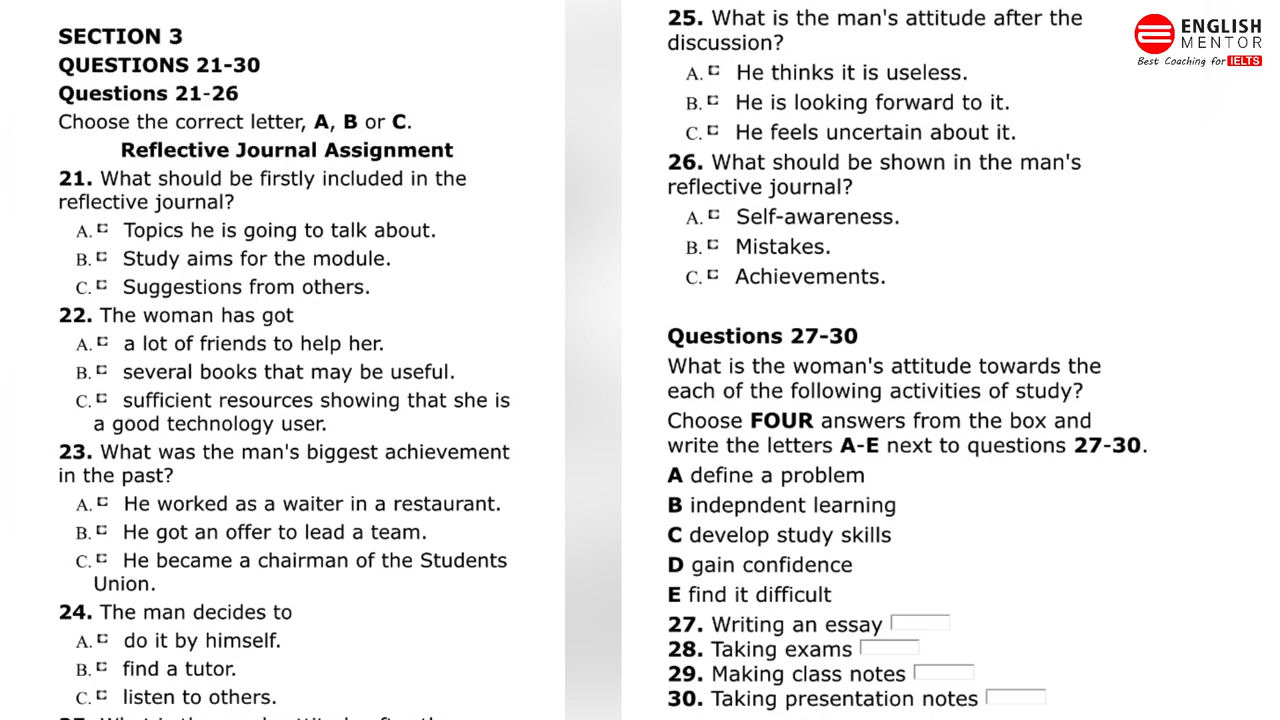 SECTION 3
QUESTIONS 21-30
Questions 21-26
Choose the correct letter, A, B or C.
Reflective Journal Assignment
21. What should be firstly included in the
reflective journal?
A. Topics he is going to talk about.
B. Study aims for the module.
C. Suggestions from others.
22. The woman has got
A. a lot of friends to help her.
B. several books that may be useful.
C. sufficient resources showing that she is
a good technology user.
23. What was the man's biggest achievement
in the past?
A. He worked as a waiter in a restaurant.
B. He got an offer to lead a team.
C. He became a chairman of the Students
Union.
24. The man decides to
A. do it by himself.
B. find a tutor.
C. listen to others.
25. What is the man's attitude after the
discussion?
A. He thinks it is useless.
B. He is looking forward to it.
C. He feels uncertain about it.
26. What should be shown in the man's
reflective journal?
A. Self-awareness.
B. Mistakes.
C. Achievements.
Questions 27-30
What is the woman's attitude towards the
each of the following activities of study?
Choose FOUR answers from the box and
write the letters A-E next to questions 27-30.
A define a problem
B indepndent learning
C develop study skills
D gain confidence
E find it difficult
27. Writing an essay
28. Taking exams
29. Making class notes
30. Taking presentation notes
ENGLISH
MENTOR
Best Coaching for IELTS